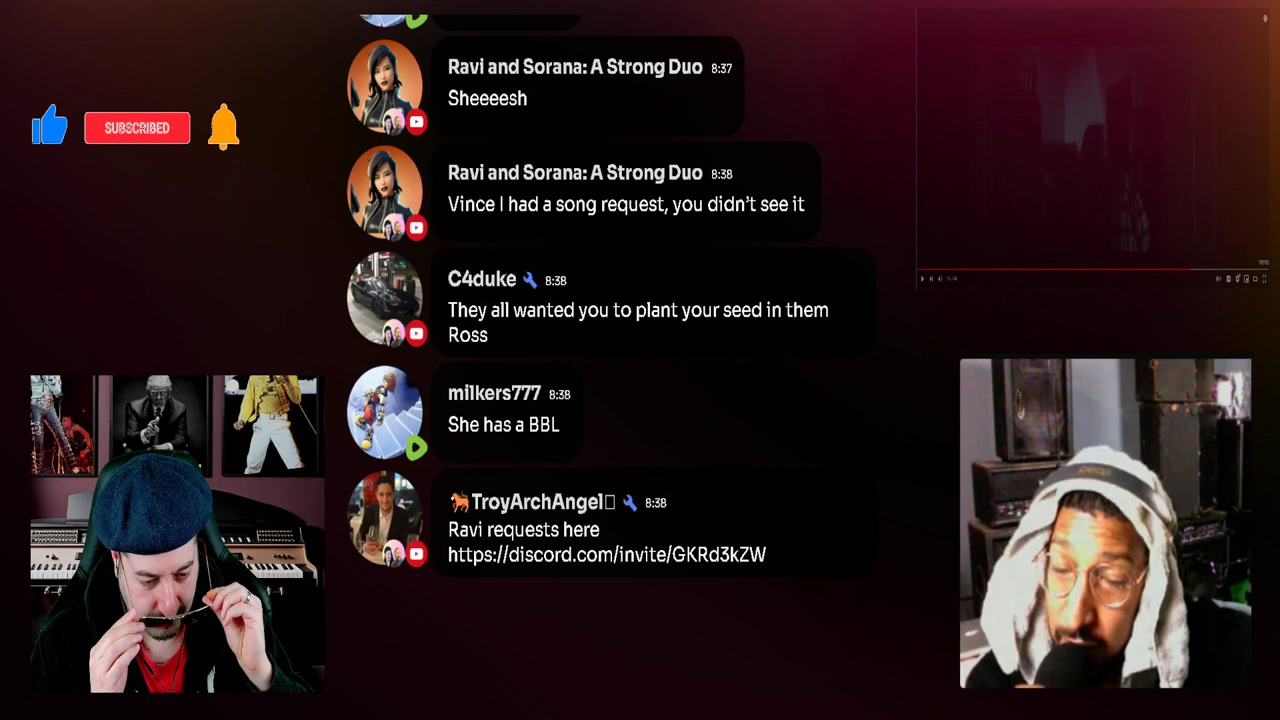 Ravi and Sorana: A Strong Duo 8:37
Sheeeesh
SUBSCRIBED
Ravi and Sorana: A Strong Duo 8:38
Vince I had a song request, you didn't see it
C4duke 8:38
They all wanted you to plant your seed in them
Ross
milkers777 8:38
She has a BBL
TroyArchAngel 8:38
Ravi requests here
https://discord.com/invite/GKRd3kZW